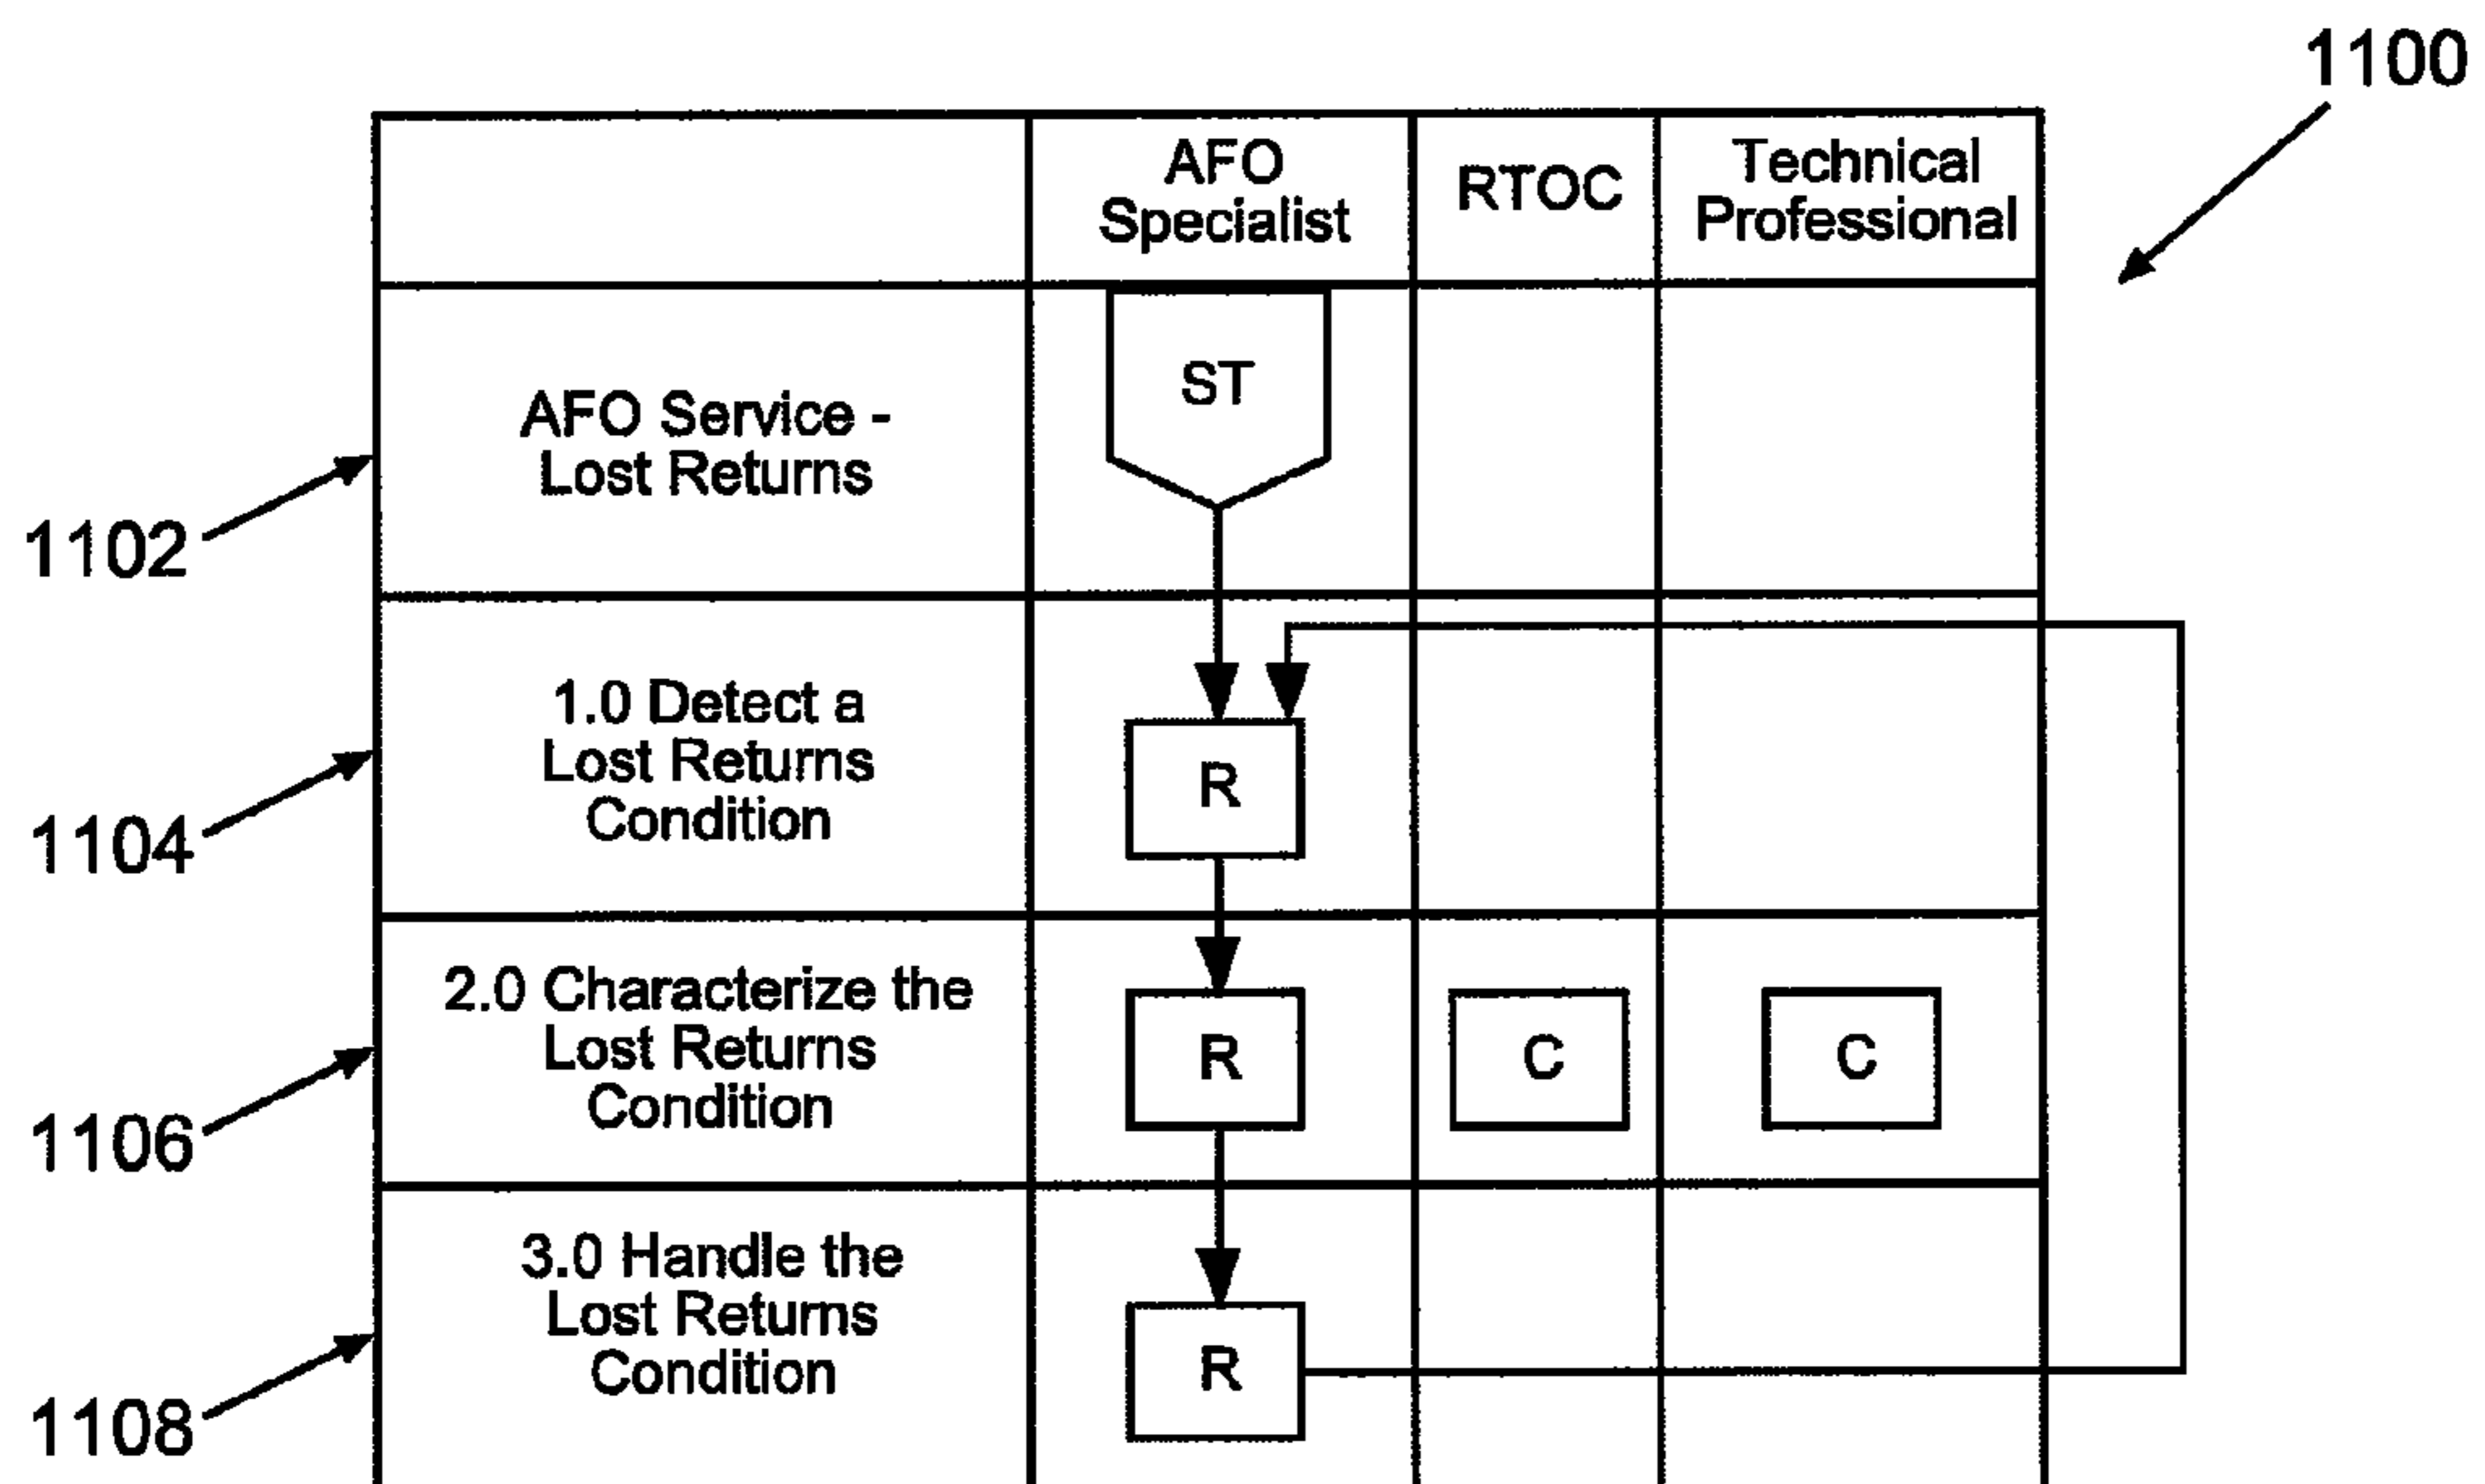 1100
AFO
Specialist
RTOC
Technical
Professional
AFO Service -
Lost Returns
ST
1102
1.0 Detect a
Lost Returns
Condition
R
1104
2.0 Characterize the
Lost Returns
Condition
R
C
C
1106
3.0 Handle the
Lost Returns
Condition
R
1108